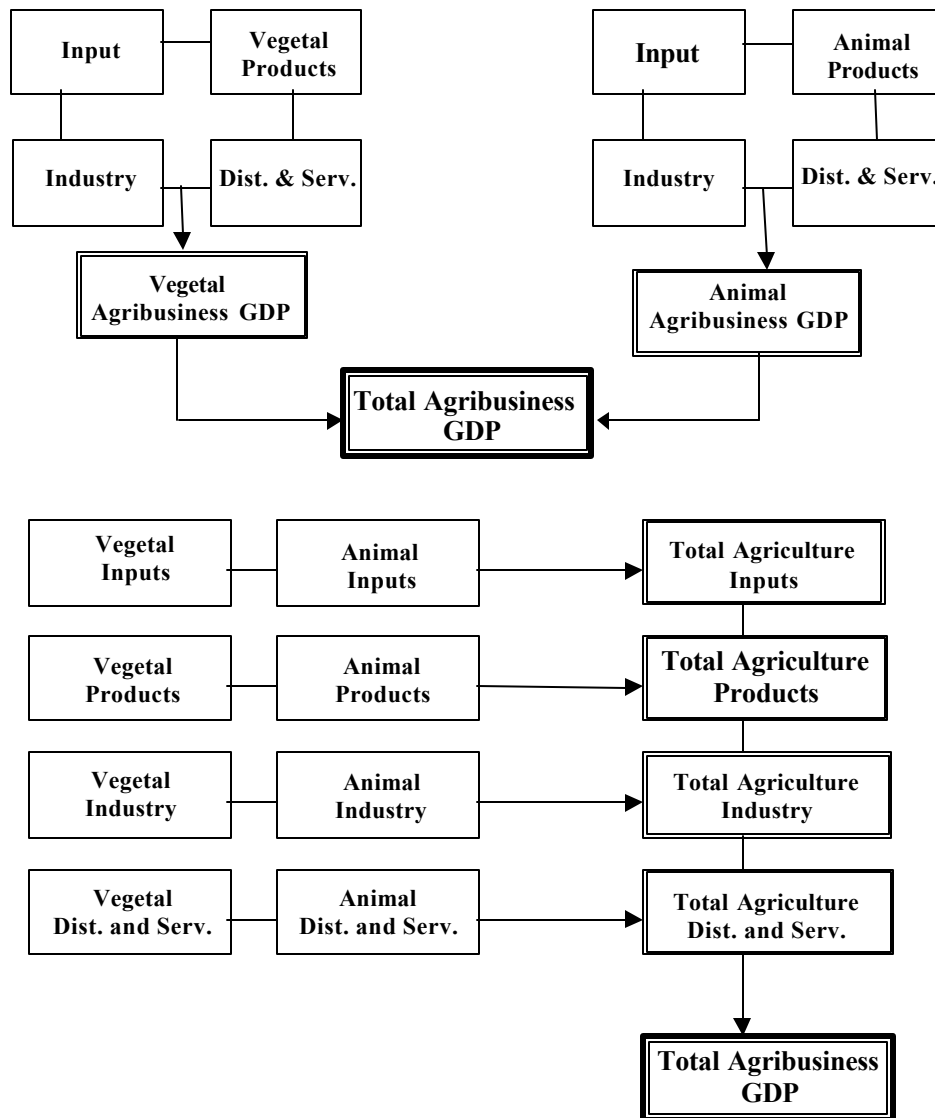 Input
Vegetal
Products
Input
Animal
Products
Industry
Dist. & Serv.
Industry
Dist. & Serv.
Vegetal
Agribusiness GDP
Animal
Agribusiness GDP
Total Agribusiness
GDP
Vegetal
Inputs
Animal
Inputs
Total Agriculture
Inputs
Vegetal
Products
Animal
Products
Total Agriculture
Products
Vegetal
Industry
Animal
Industry
Total Agriculture
Industry
Vegetal
Dist. and Serv.
Animal
Dist. and Serv.
Total Agriculture
Dist. and Serv.
Total Agribusiness
GDP